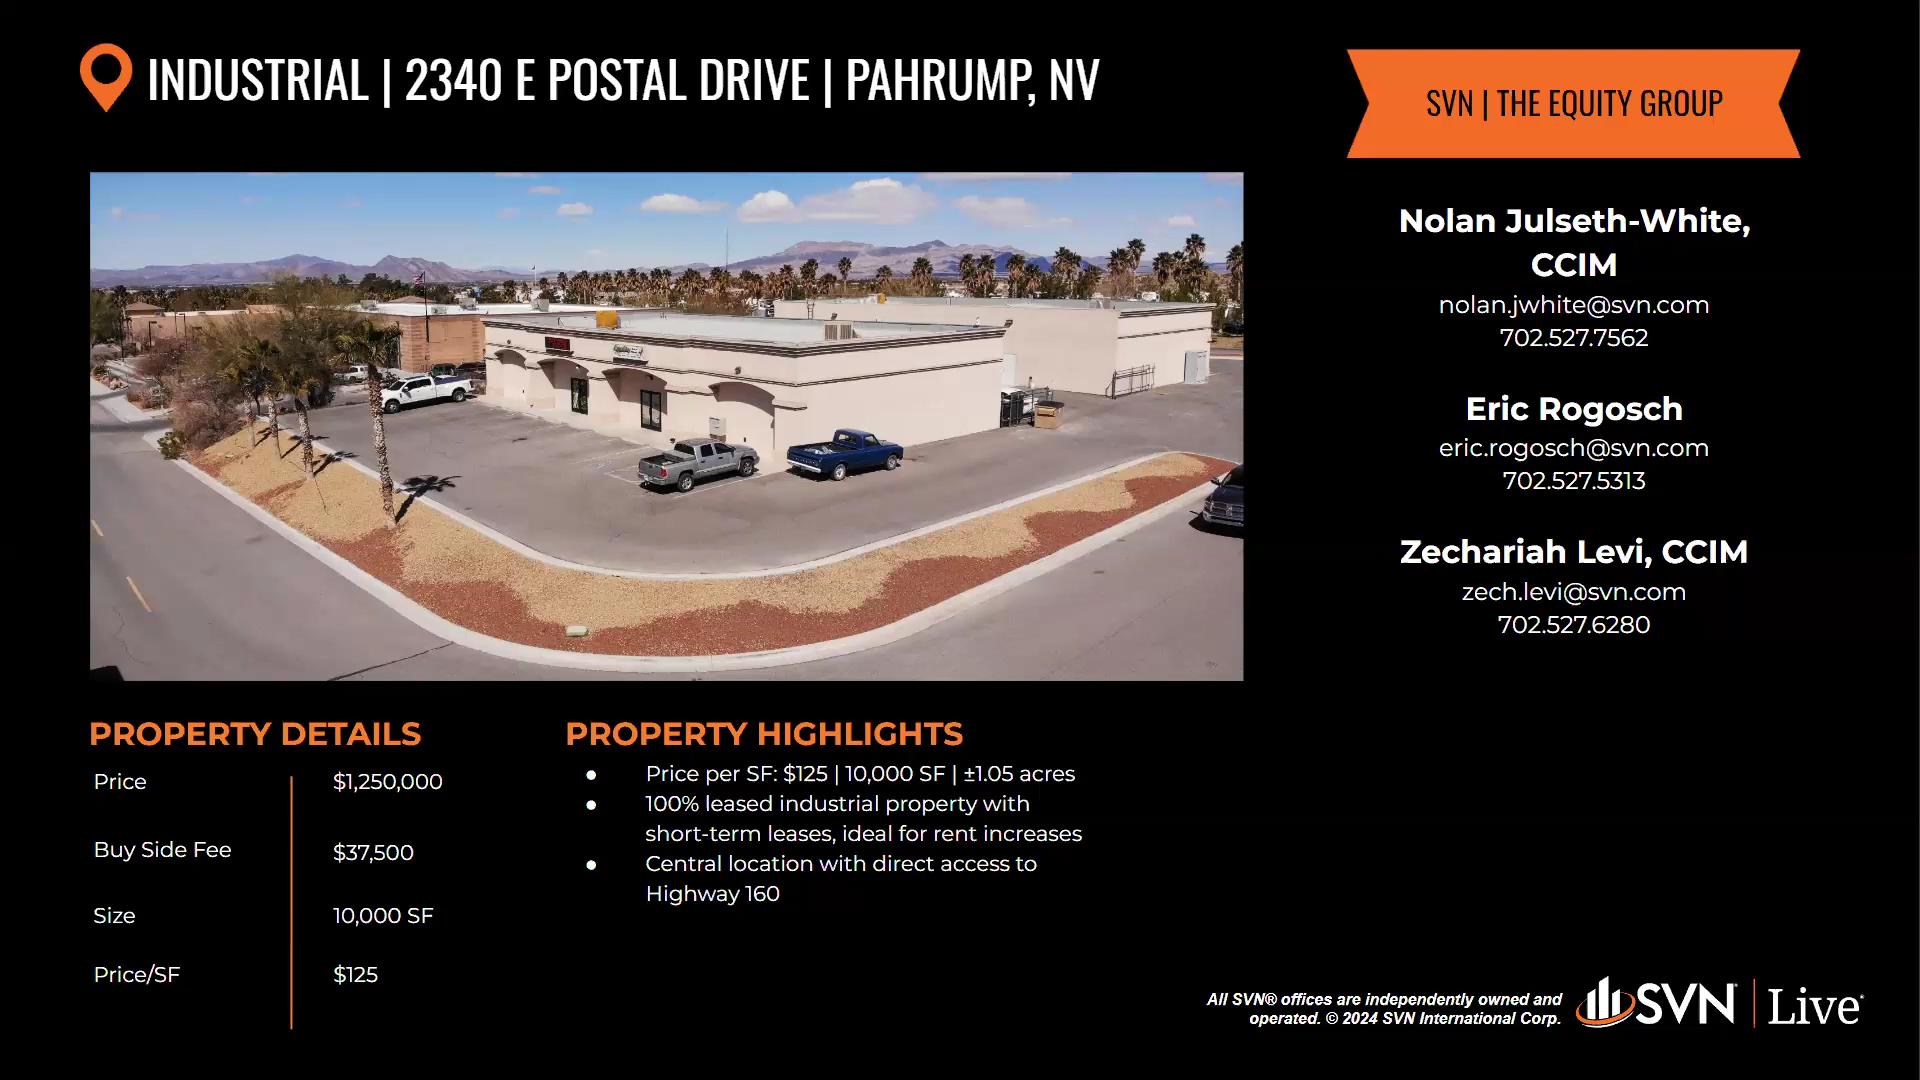 INDUSTRIAL | 2340 E POSTAL DRIVE | PAHRUMP, NV
SVN | THE EQUITY GROUP
Nolan Julseth-White,
CCIM
nolan.jwhite@svn.com
702.527.7562
Eric Rogosch
eric.rogosch@svn.com
702.527.5313
Zechariah Levi, CCIM
zech.levi@svn.com
702.527.6280
PROPERTY DETAILS
Price $1,250,000
Buy Side Fee $37,500
Size 10,000 SF
Price/SF $125
PROPERTY HIGHLIGHTS
● Price per SF: $125 | 10,000 SF | ±1.05 acres
● 100% leased industrial property with
short-term leases, ideal for rent increases
● Central location with direct access to
Highway 160
All SVN® offices are independently owned and
operated. © 2024 SVN International Corp.
SVN® | Live®